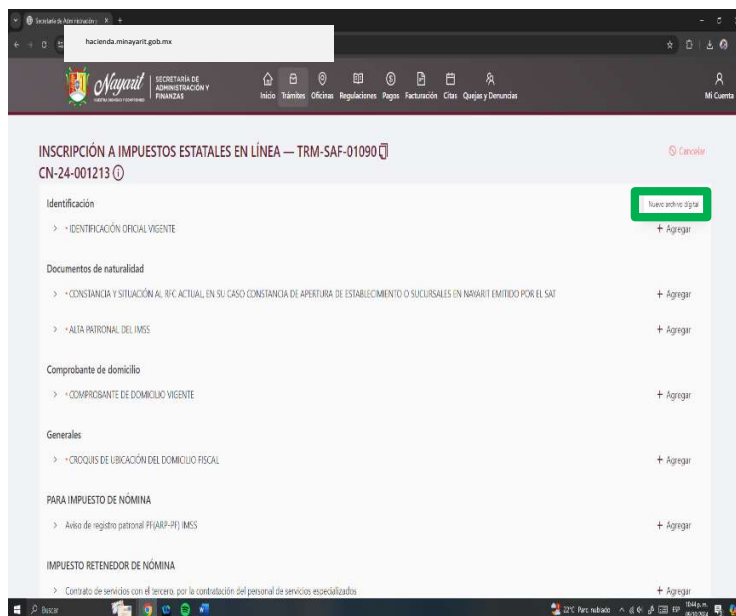 Secretaría de Administración y
hacienda.minayarit.gob.mx
Nayarit
SECRETARÍA DE
ADMINISTRACIÓN Y
FINANZAS
Inicio Trámites Oficinas Regulaciones Pagos Facturación Citas Quejas y Denuncias
Mi Cuenta
INSCRIPCIÓN A IMPUESTOS ESTATALES EN LÍNEA — TRM-SAF-01090
Cancelar
CN-24-001213
Identificación
Nuevo archivo digital
* IDENTIFICACIÓN OFICIAL VIGENTE
+ Agregar
Documentos de naturalidad
* CONSTANCIA Y SITUACIÓN AL RFC ACTUAL, EN SU CASO CONSTANCIA DE APERTURA DE ESTABLECIMIENTO O SUCURSALES EN NAYARIT EMITIDO POR EL SAT
+ Agregar
* ALTA PATRONAL DEL IMSS
+ Agregar
Comprobante de domicilio
* COMPROBANTE DE DOMICILIO VIGENTE
+ Agregar
Generales
* CROQUIS DE UBICACIÓN DEL DOMICILIO FISCAL
+ Agregar
PARA IMPUESTO DE NÓMINA
Aviso de registro patronal PF(ARP-PF) IMSS
+ Agregar
IMPUESTO RETENEDOR DE NÓMINA
Contrato de servicios con el tercero, por la contratación del personal de servicios especializados
+ Agregar
Buscar
22°C Parc. nublado
ESP